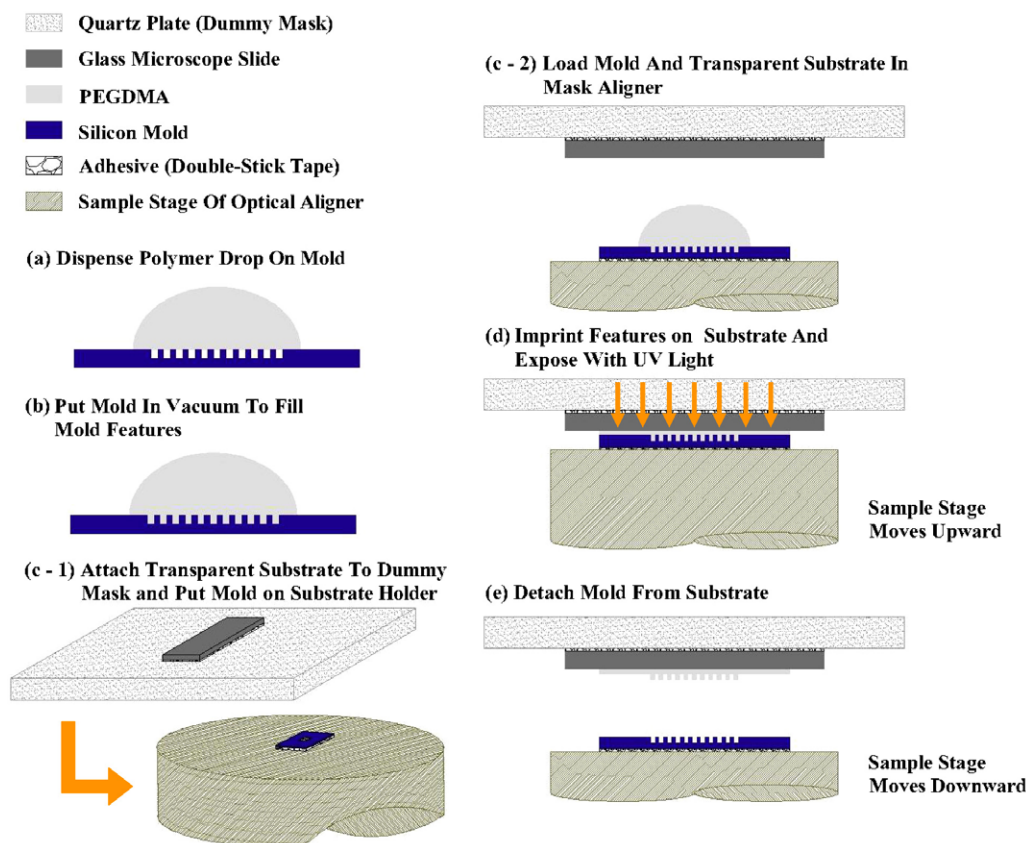 Quartz Plate (Dummy Mask)
Glass Microscope Slide
PEGDMA
Silicon Mold
Adhesive (Double-Stick Tape)
Sample Stage Of Optical Aligner
(a) Dispense Polymer Drop On Mold
(b) Put Mold In Vacuum To Fill
Mold Features
(c - 1) Attach Transparent Substrate To Dummy
Mask and Put Mold on Substrate Holder
(c - 2) Load Mold And Transparent Substrate In
Mask Aligner
(d) Imprint Features on Substrate And
Expose With UV Light
Sample Stage
Moves Upward
(e) Detach Mold From Substrate
Sample Stage
Moves Downward